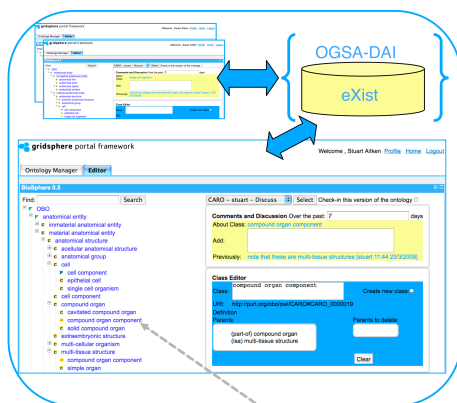 gridsphere portal framework
Welcome, Stuart Aitken Profile Home Logout
Ontology Manager Editor
OGSA-DAI
eXist
gridsphere portal framework
Welcome , Stuart Aitken Profile Home Logout
Ontology Manager Editor
BioSphere 0.5
Find: Search
CARO – stuart – Discuss Select Check-in this version of the ontology
OBO
anatomical entity
immaterial anatomical entity
material anatomical entity
anatomical structure
acellular anatomical structure
anatomical group
cell
cell component
epithelial cell
single cell organism
cell component
compound organ
cavitated compound organ
compound organ component
solid compound organ
extraembryonic structure
multi-cellular organism
multi-tissue structure
compound organ component
simple organ
Comments and Discussion Over the past: 7 days
About Class: compound organ component
Add:
Previously: note that these are multi-tissue structures [stuart 11:44 23/3/2009]
Class Editor
Class: compound organ component Create new class:
URI: http://purl.org/obo/owl/CARO#CARO_0000019
Definition
Parents: Parents to delete:
(part-of) compound organ
(isa) multi-tissue structure
Clear